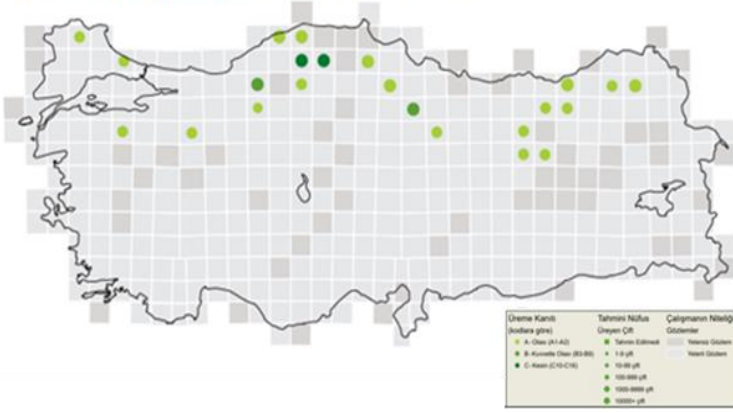 Üreme Kanıtı
(kodlara göre)
A- Olası (A1-A2)
B- Kuvvetle Olası (B3-B9)
C- Kesin (C10-C16)
Tahmini Nüfus
Üreyen Çift
Tahmin Edilmedi
1-9 çift
10-99 çift
100-999 çift
1000-9999 çift
10000+ çift
Çalışmanın Niteliği
Gözlemler
Yetersiz Gözlem
Yeterli Gözlem